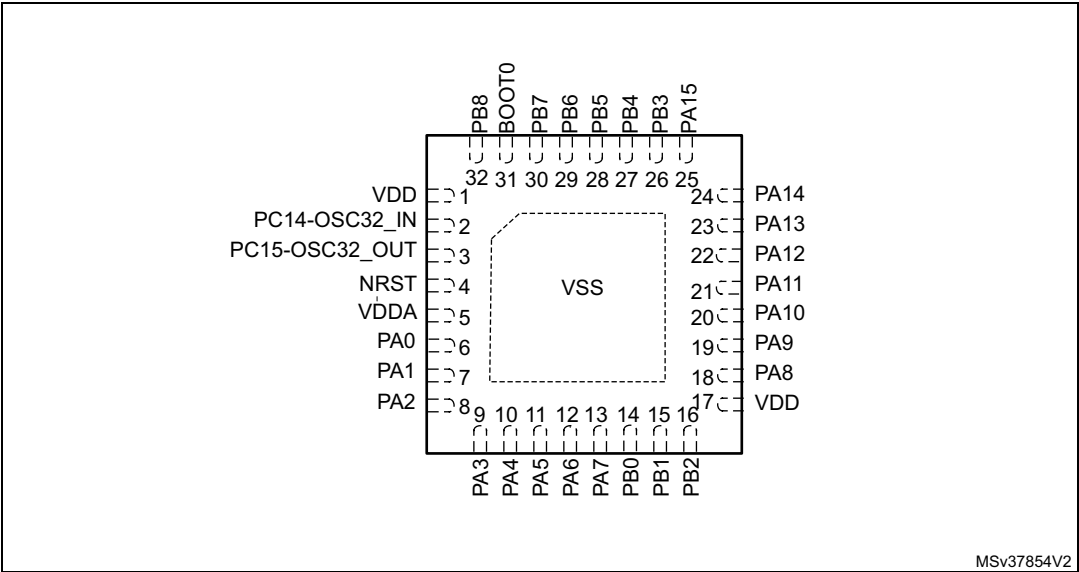 PB8 BOOT0 PB7 PB6 PB5 PB4 PB3 PA15
32 31 30 29 28 27 26 25
VDD 1 24 PA14
PC14-OSC32_IN 2 23 PA13
PC15-OSC32_OUT 3 22 PA12
NRST 4 VSS 21 PA11
VDDA 5 20 PA10
PA0 6 19 PA9
PA1 7 18 PA8
PA2 8 17 VDD
9 10 11 12 13 14 15 16
PA3 PA4 PA5 PA6 PA7 PB0 PB1 PB2
MSv37854V2